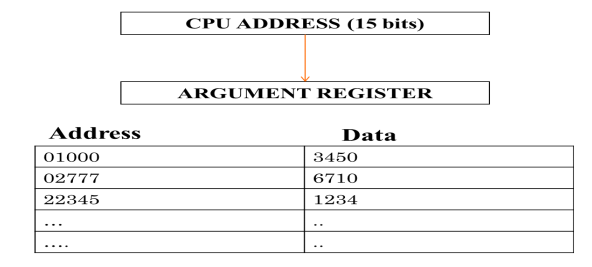 CPU ADDRESS (15 bits)
ARGUMENT REGISTER
Address Data
01000 3450
02777 6710
22345 1234
... ..
.... ..